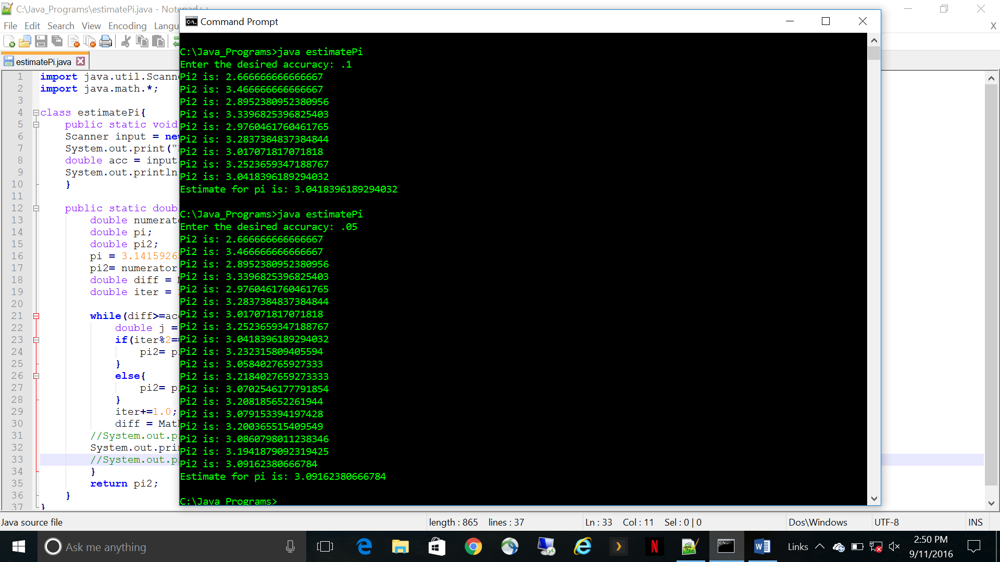 C:\Java_Programs\estimatePi.java - Notepad++
File Edit Search View Encoding Langu
X
estimatePi.java
1 import java.util.Scanne
2 import java.math.*;
3
4 class estimatePi{
5 public static void
6 Scanner input = new
7 System.out.print("
8 double acc = input
9 System.out.println
10 }
11
12 public static doub
13 double numerato
14 double pi;
15 double pi2;
16 pi = 3.1415926
17 pi2= numerator
18 double diff =
19 double iter =
20
21 while(diff>=acc
22 double j =
23 if(iter%2==
24 pi2= p
25 }
26 else{
27 pi2= p
28 }
29 iter+=1.0;
30 diff = Mat
31 //System.out.p
32 System.out.pri
33 //System.out.p
34 }
35 return pi2;
36 }
37 }
Command Prompt
C:\Java_Programs>java estimatePi
Enter the desired accuracy: .1
Pi2 is: 2.666666666666667
Pi2 is: 3.466666666666667
Pi2 is: 2.8952380952380956
Pi2 is: 3.3396825396825403
Pi2 is: 2.9760461760461765
Pi2 is: 3.2837384837384844
Pi2 is: 3.017071817071818
Pi2 is: 3.2523659347188767
Pi2 is: 3.0418396189294032
Estimate for pi is: 3.0418396189294032
C:\Java_Programs>java estimatePi
Enter the desired accuracy: .05
Pi2 is: 2.666666666666667
Pi2 is: 3.466666666666667
Pi2 is: 2.8952380952380956
Pi2 is: 3.3396825396825403
Pi2 is: 2.9760461760461765
Pi2 is: 3.2837384837384844
Pi2 is: 3.017071817071818
Pi2 is: 3.2523659347188767
Pi2 is: 3.0418396189294032
Pi2 is: 3.232315809405594
Pi2 is: 3.058402765927333
Pi2 is: 3.2184027659273333
Pi2 is: 3.0702546177791854
Pi2 is: 3.208185652261944
Pi2 is: 3.079153394197428
Pi2 is: 3.200365515409549
Pi2 is: 3.0860798011238346
Pi2 is: 3.1941879092319425
Pi2 is: 3.09162380666784
Estimate for pi is: 3.09162380666784
C:\Java_Programs>
Java source file length : 865 lines : 37 Ln : 33 Col : 11 Sel : 0 | 0 Dos\Windows UTF-8 INS
Ask me anything
Links
2:50 PM
9/11/2016